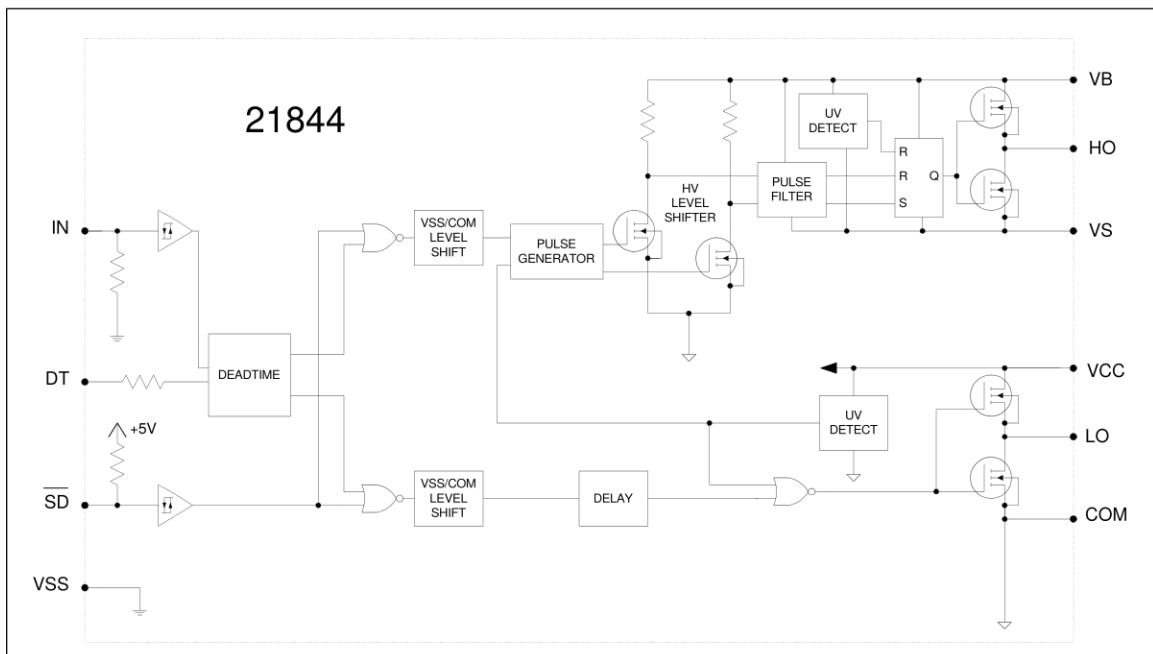 21844
VB
UV
DETECT
HO
R
R
Q
S
PULSE
FILTER
HV
LEVEL
SHIFTER
VS
IN
VSS/COM
LEVEL
SHIFT
PULSE
GENERATOR
DEADTIME
DT
+5V
VCC
UV
DETECT
LO
SD
VSS/COM
LEVEL
SHIFT
DELAY
COM
VSS